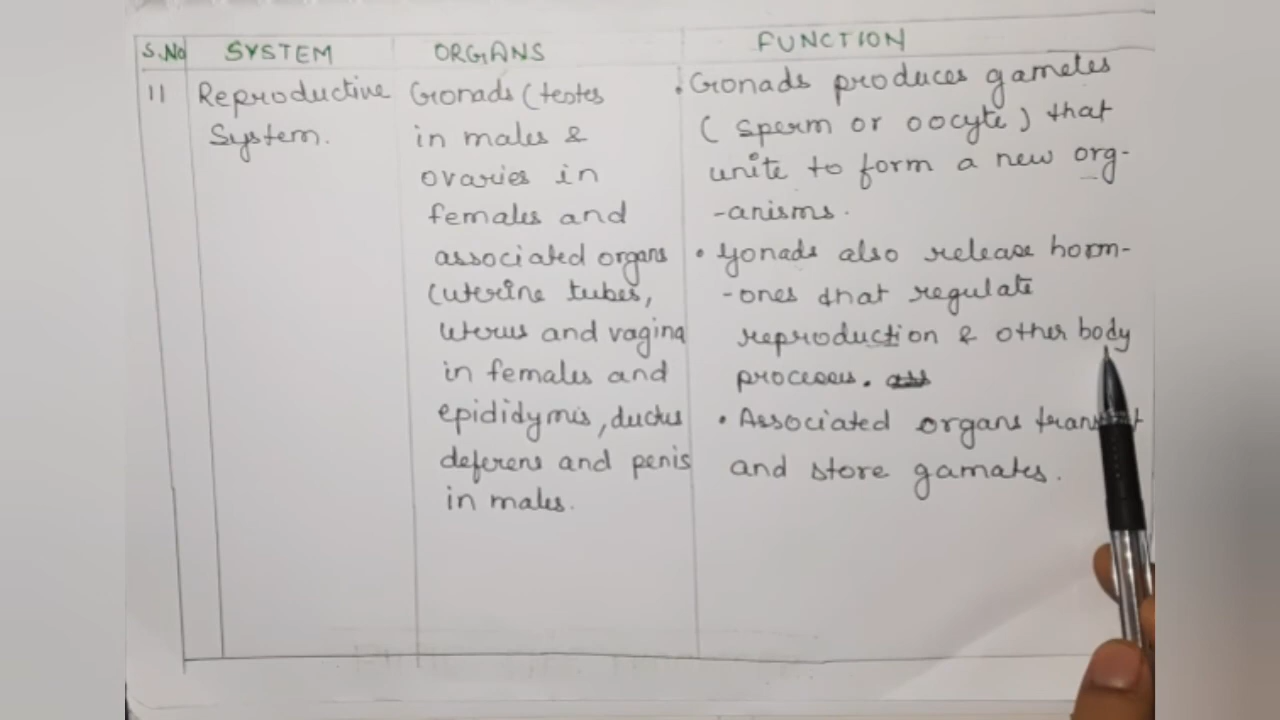 S.No SYSTEM ORGANS FUNCTION
11 Reproductive System.
Gonads (testes
in males &
ovaries in
females and
associated organs
(uterine tubes,
uterus and vagina
in females and
epididymis, ductus
deferens and penis
in males.
• Gonads produces gametes
(sperm or oocyte) that
unite to form a new org-
-anisms.
• gonads also release horm-
-ones that regulate
reproduction & other body
processes.
• Associated organs
and store gamates.